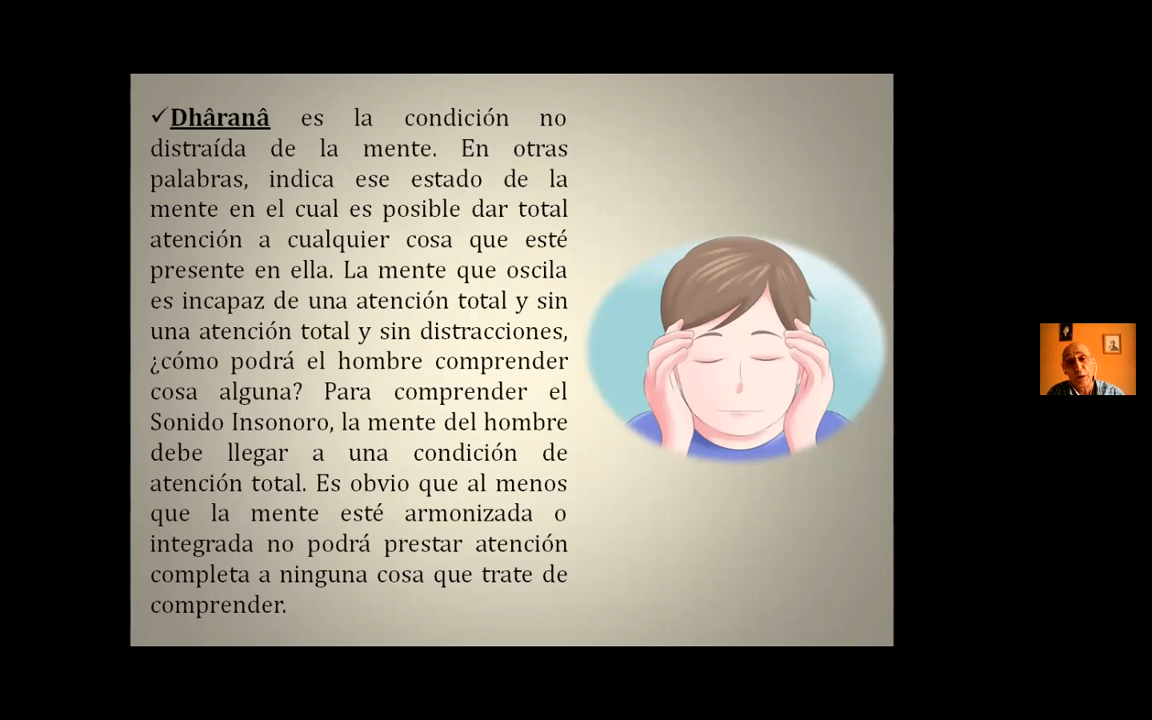 ✓Dhâranâ es la condición no
distraída de la mente. En otras
palabras, indica ese estado de la
mente en el cual es posible dar total
atención a cualquier cosa que esté
presente en ella. La mente que oscila
es incapaz de una atención total y sin
una atención total y sin distracciones,
¿cómo podrá el hombre comprender
cosa alguna? Para comprender el
Sonido Insonoro, la mente del hombre
debe llegar a una condición de
atención total. Es obvio que al menos
que la mente esté armonizada o
integrada no podrá prestar atención
completa a ninguna cosa que trate de
comprender.